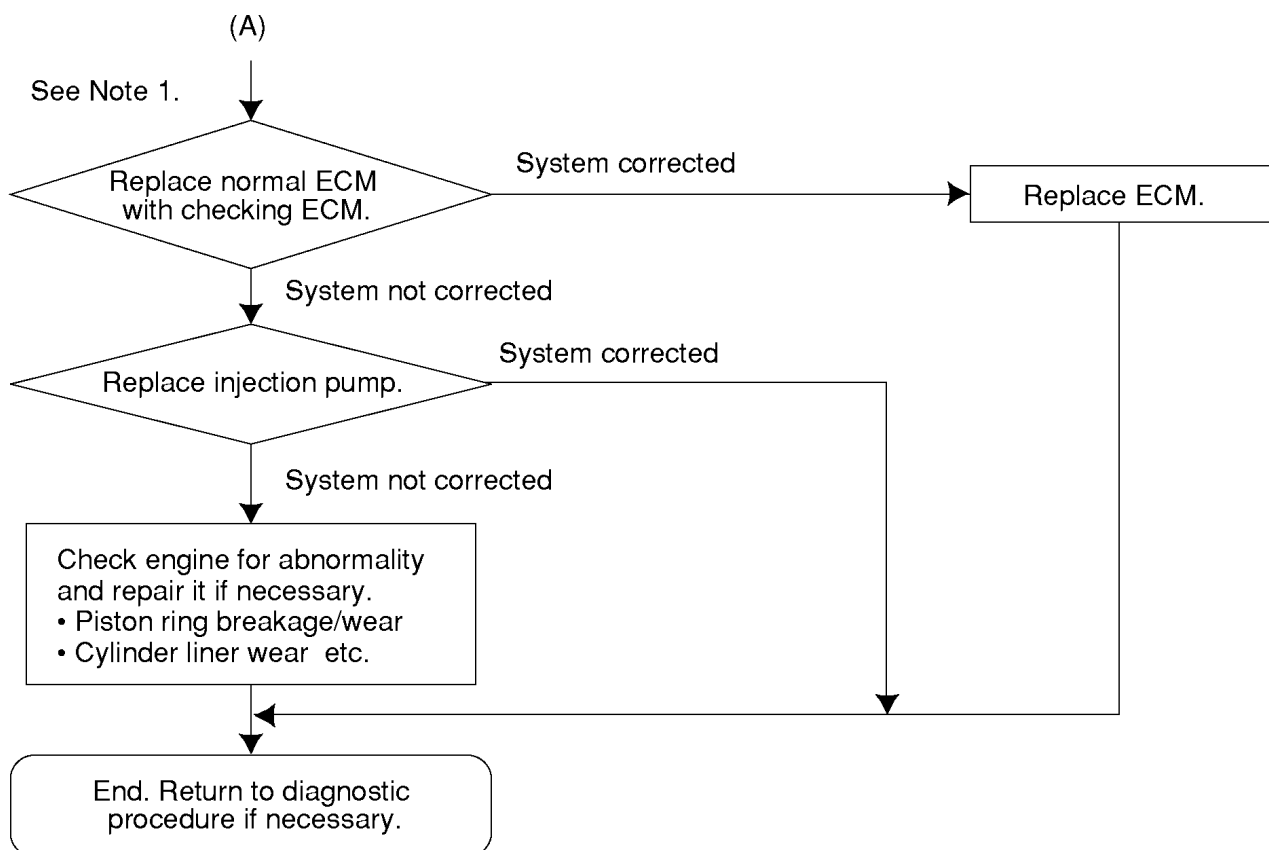 (A)
See Note 1.
Replace normal ECM
with checking ECM.
System corrected
Replace ECM.
System not corrected
Replace injection pump.
System corrected
System not corrected
Check engine for abnormality
and repair it if necessary.
• Piston ring breakage/wear
• Cylinder liner wear etc.
End. Return to diagnostic
procedure if necessary.